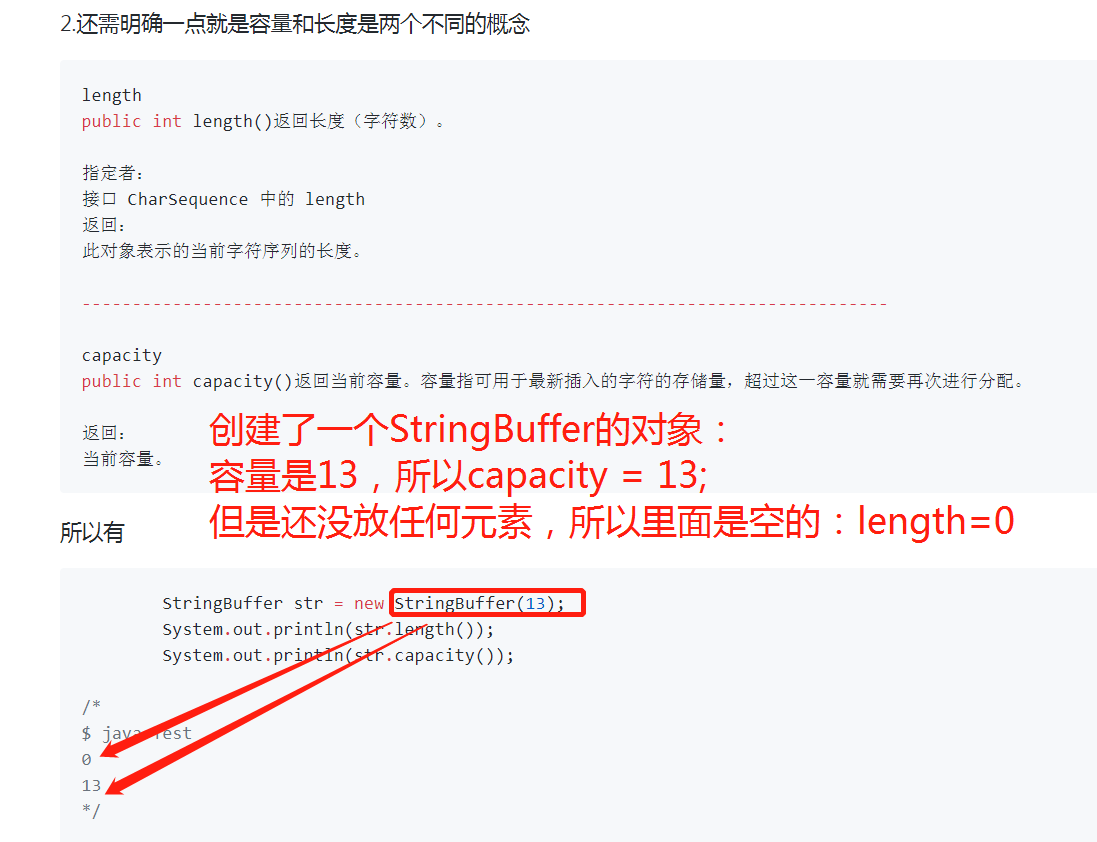 2.还需明确一点就是容量和长度是两个不同的概念
length
public int length()返回长度（字符数）。
指定者：
接口 CharSequence 中的 length
返回：
此对象表示的当前字符序列的长度。
--------------------------------------------------------------------------------
capacity
public int capacity()返回当前容量。容量指可用于最新插入的字符的存储量，超过这一容量就需要再次进行分配。
返回：
当前容量。
创建了一个StringBuffer的对象：
容量是13，所以capacity = 13;
但是还没放任何元素，所以里面是空的：length=0
所以有
StringBuffer str = new StringBuffer(13);
System.out.println(str.length());
System.out.println(str.capacity());
/*
$ java Test
0
13
*/